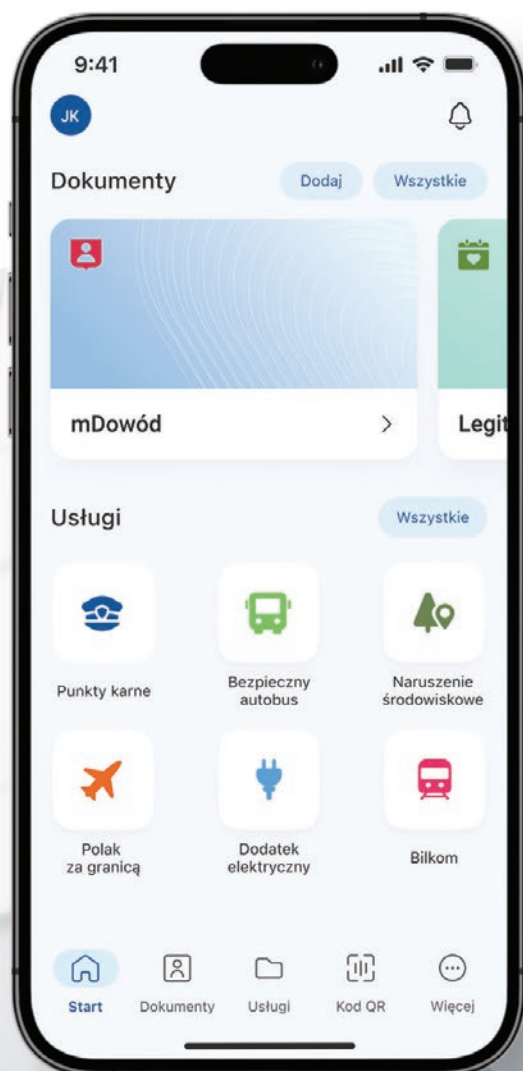 9:41
JK
Dokumenty
Dodaj
Wszystkie
mDowód
Legit
Usługi
Wszystkie
Punkty karne
Bezpieczny
autobus
Naruszenie
środowiskowe
Polak
za granicą
Dodatek
elektryczny
Bilkom
Start
Dokumenty
Usługi
Kod QR
Więcej